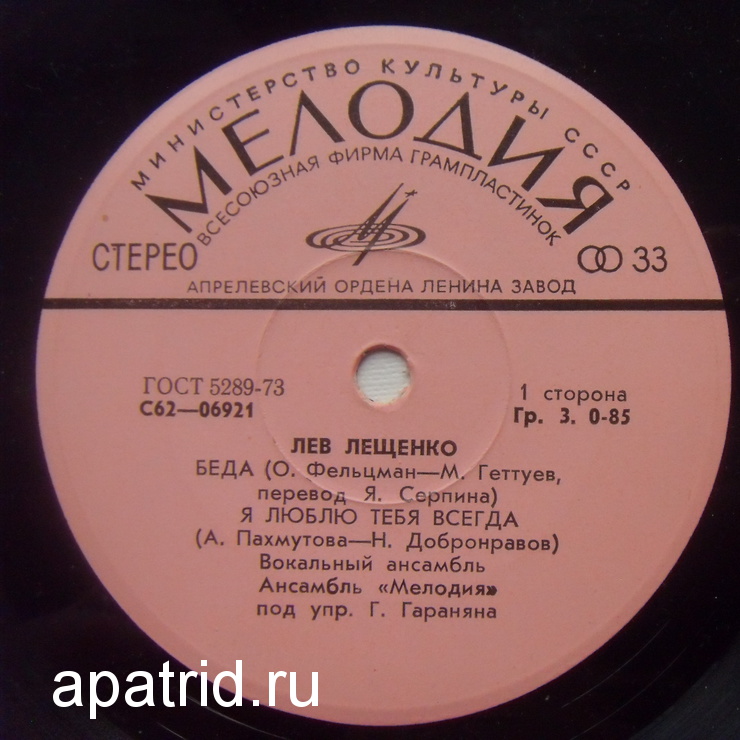 МИНИСТЕРСТВО КУЛЬТУРЫ СССР
МЕЛОДИЯ
ВСЕСОЮЗНАЯ ФИРМА ГРАМПЛАСТИНОК
СТЕРЕО
33
АПРЕЛЕВСКИЙ ОРДЕНА ЛЕНИНА ЗАВОД
ГОСТ 5289-73
С62—06921
1 сторона
Гр. 3. 0-85
ЛЕВ ЛЕЩЕНКО
БЕДА (О. Фельцман—М. Геттуев,
перевод Я. Серпина)
Я ЛЮБЛЮ ТЕБЯ ВСЕГДА
(А. Пахмутова—Н. Добронравов)
Вокальный ансамбль
Ансамбль «Мелодия»
под упр. Г. Гараняна
apatrid.ru